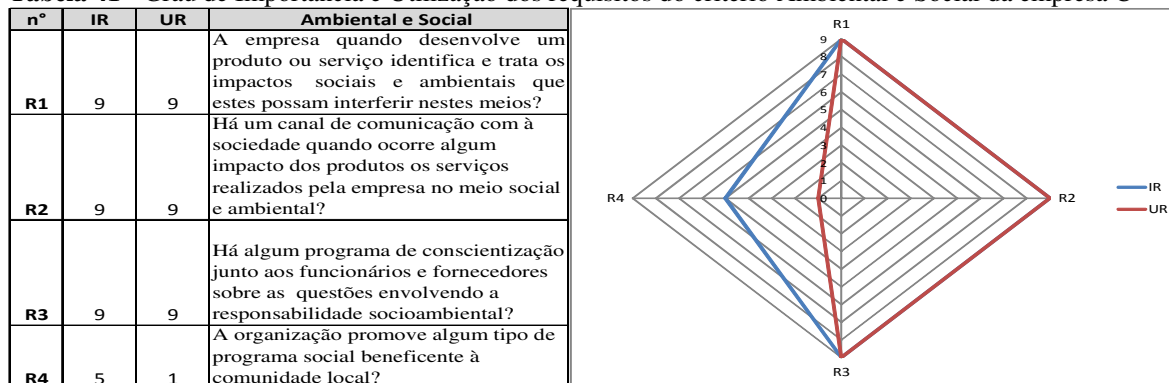 Tabela 41 - Grau de Importância e Utilização dos requisitos do critério Ambiental e Social da empresa C
n° IR UR Ambiental e Social
A empresa quando desenvolve um
produto ou serviço identifica e trata os
impactos sociais e ambientais que
R1 9 9 estes possam interferir nestes meios?
Há um canal de comunicação com à
sociedade quando ocorre algum
impacto dos produtos os serviços
realizados pela empresa no meio social
R2 9 9 e ambiental?
Há algum programa de conscientização
junto aos funcionários e fornecedores
sobre as questões envolvendo a
R3 9 9 responsabilidade socioambiental?
A organização promove algum tipo de
programa social beneficente à
R4 5 1 comunidade local?
R1
9
8
7
6
5
4
3
2
1
0
R4
R2
R3
IR
UR